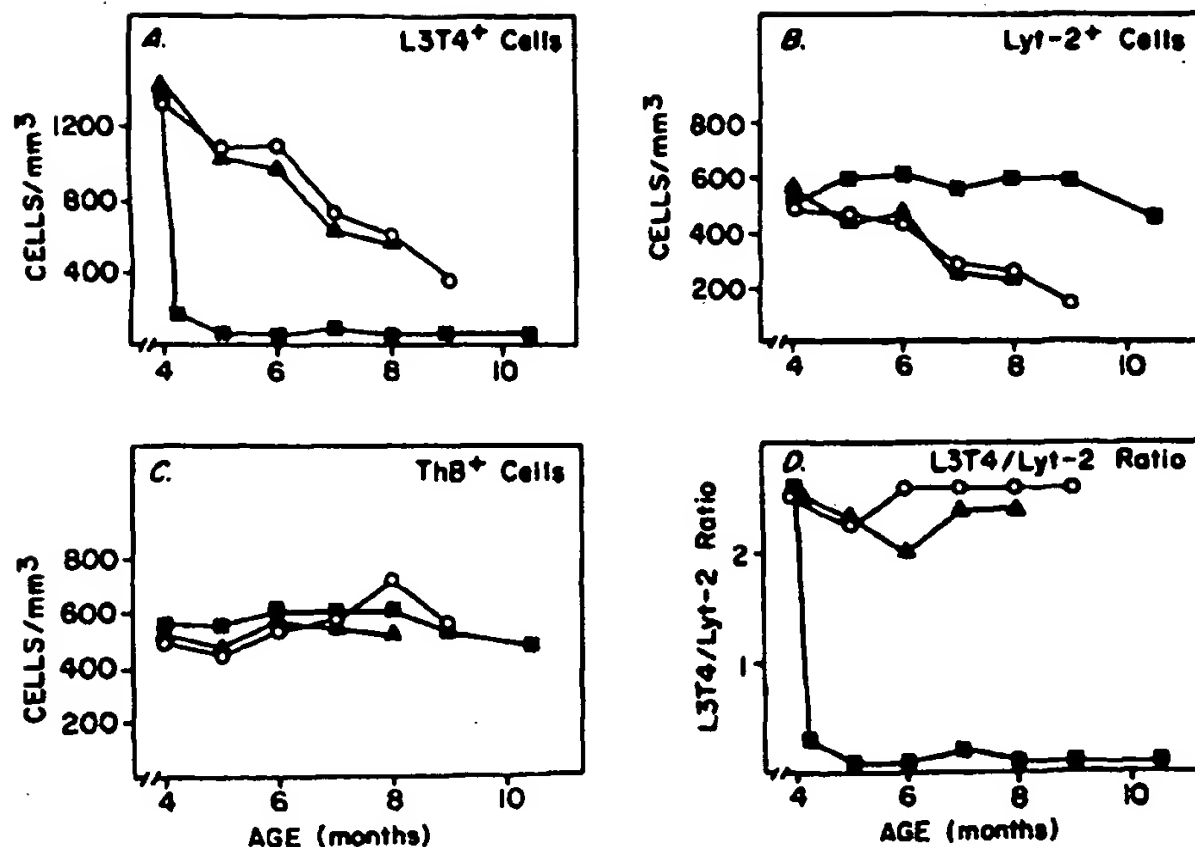 A. L3T4+ Cells
CELLS/mm3
1200
800
400
4 6 8 10
B. Lyt-2+ Cells
CELLS/mm3
800
600
400
200
4 6 8 10
C. ThB+ Cells
CELLS/mm3
800
600
400
200
4 6 8 10
AGE (months)
D. L3T4/Lyt-2 Ratio
L3T4/Lyt-2 Ratio
2
1
4 6 8 10
AGE (months)